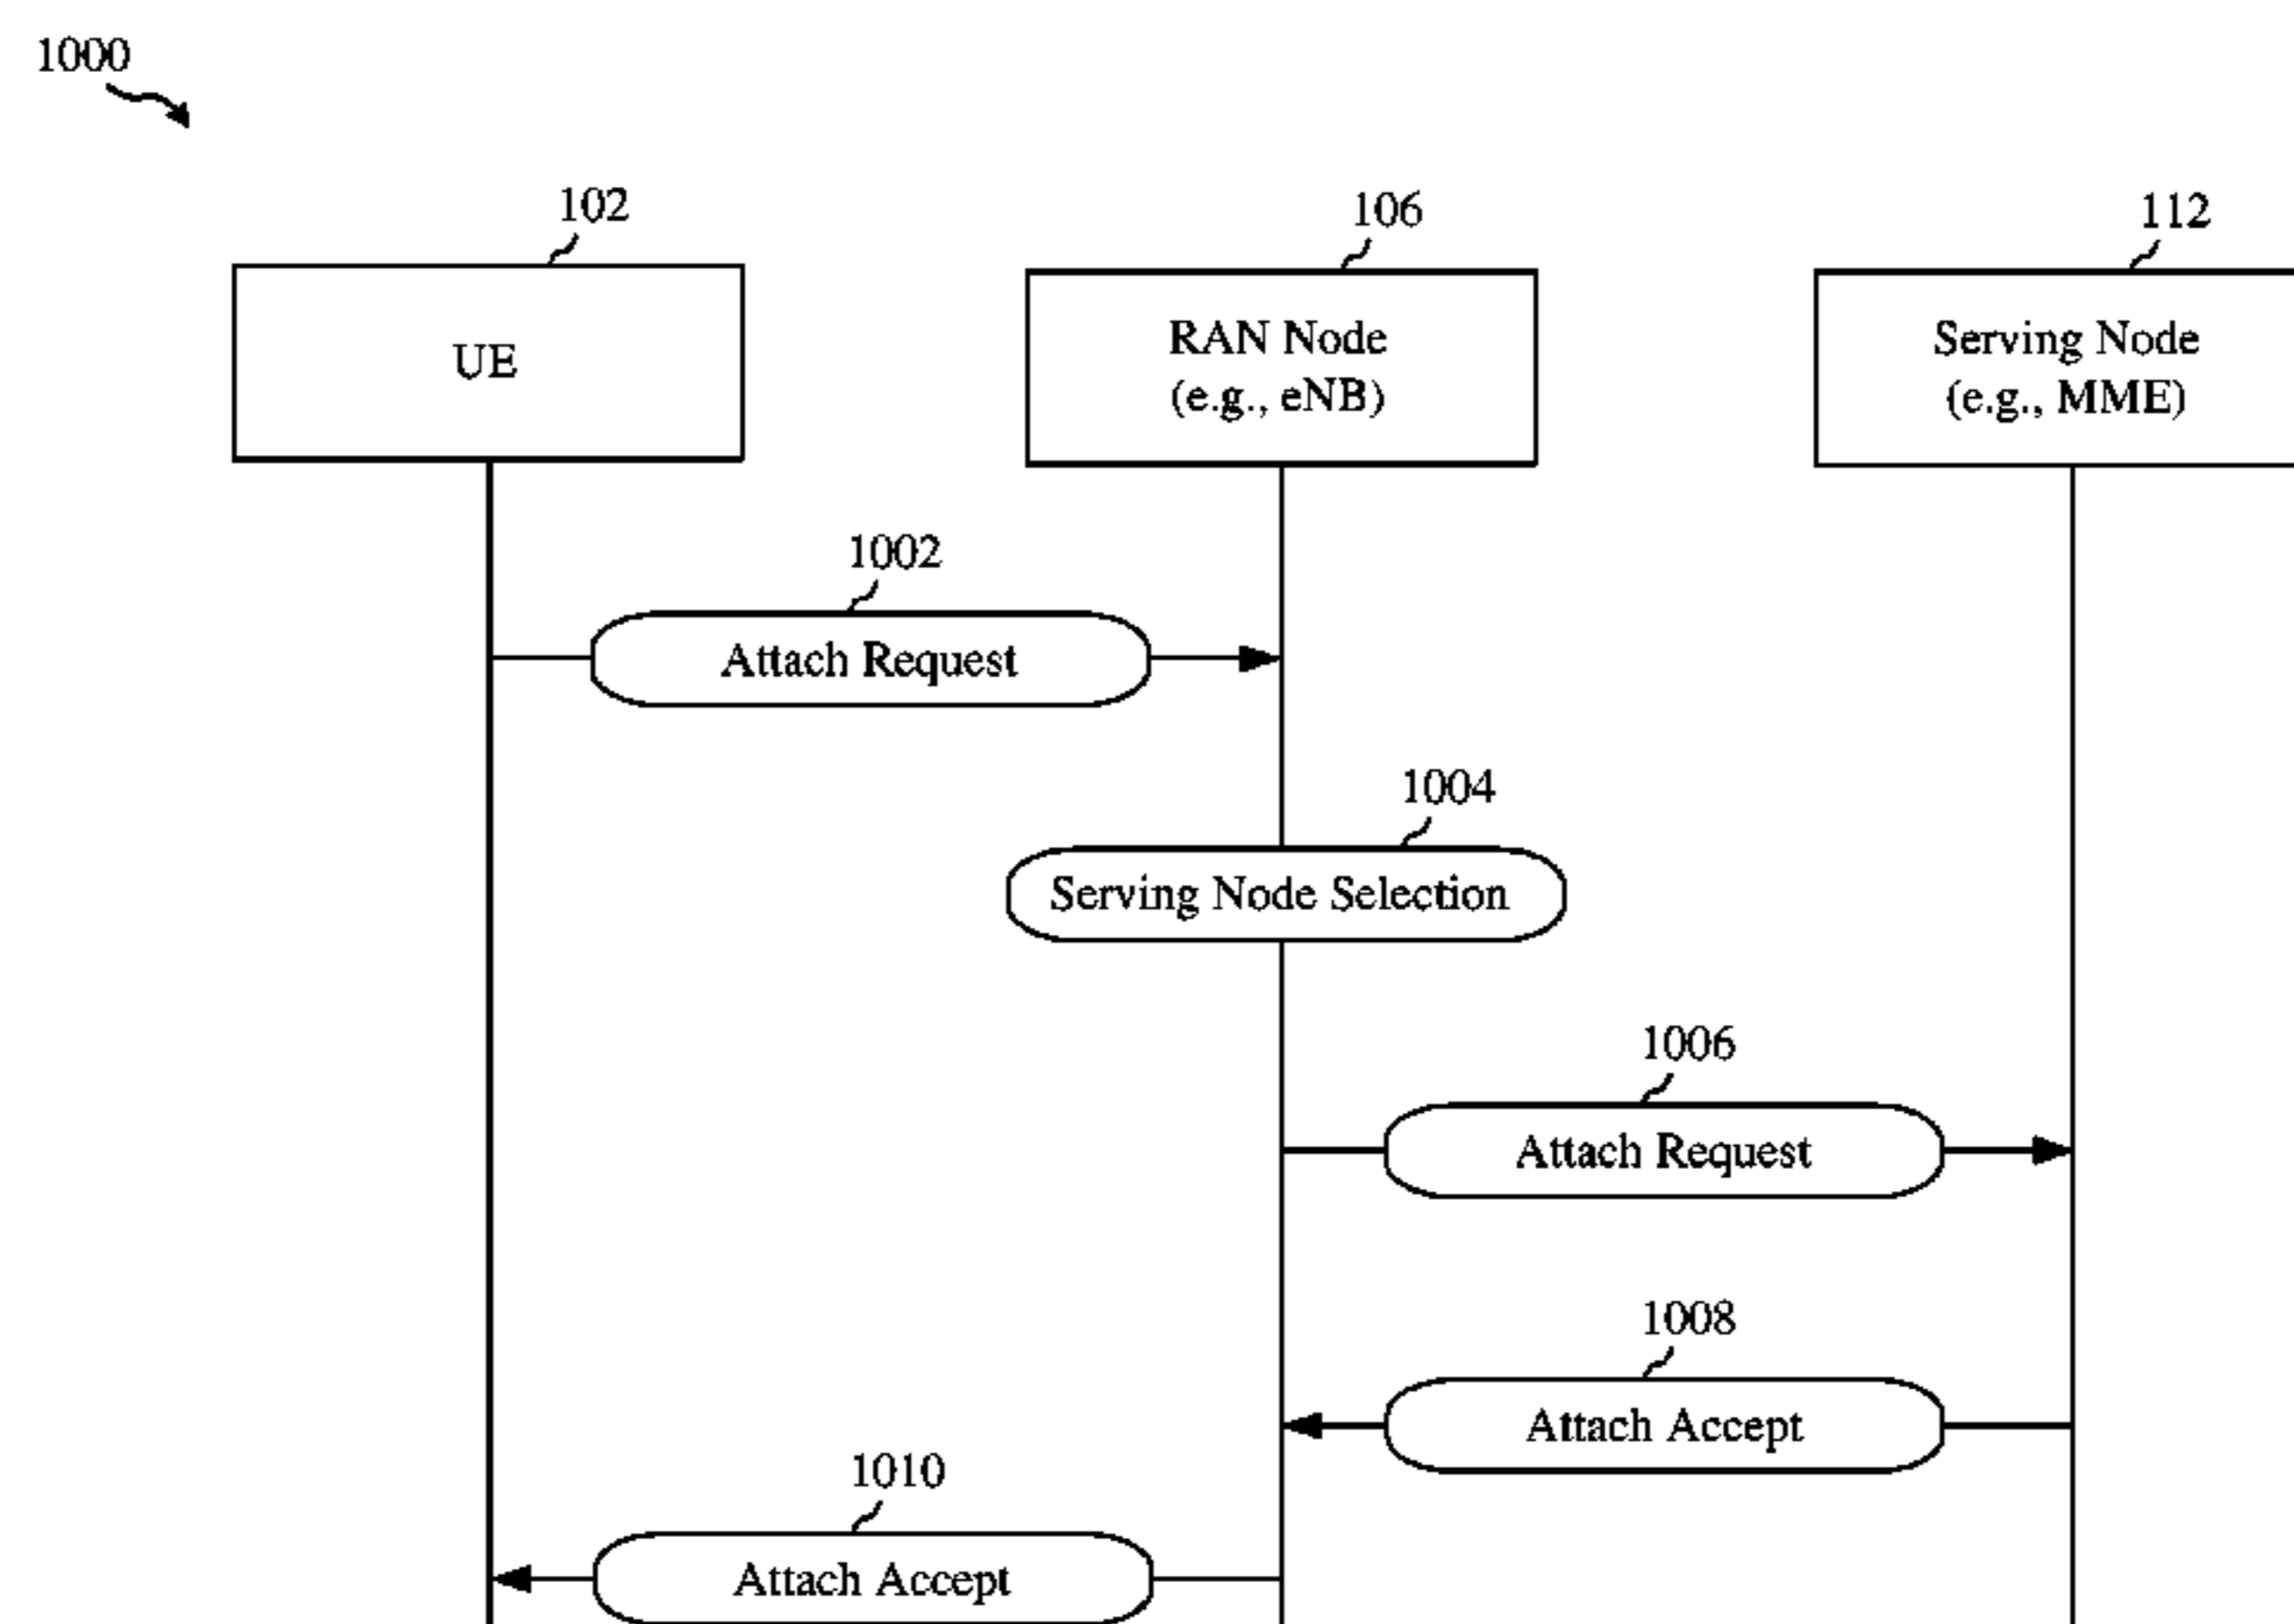 1000
102
106
112
UE
RAN Node
(e.g., eNB)
Serving Node
(e.g., MME)
1002
Attach Request
1004
Serving Node Selection
1006
Attach Request
1008
Attach Accept
1010
Attach Accept